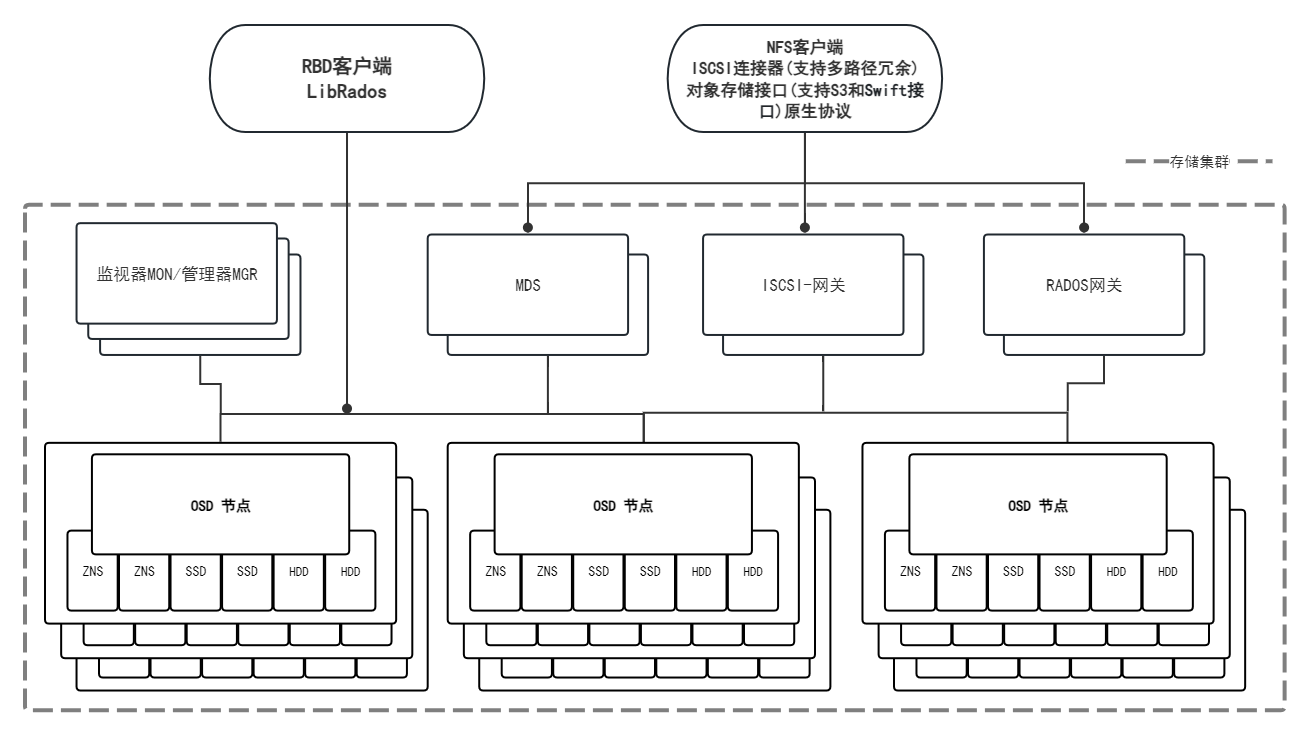 RBD客户端
LibRados
NFS客户端
ISCSI连接器(支持多路径冗余)
对象存储接口(支持S3和Swift接
口)原生协议
存储集群
监视器MON/管理器MGR
MDS
ISCSI-网关
RADOS网关
OSD 节点
ZNS
ZNS
SSD
SSD
HDD
HDD
OSD 节点
ZNS
ZNS
SSD
SSD
HDD
HDD
OSD 节点
ZNS
ZNS
SSD
SSD
HDD
HDD